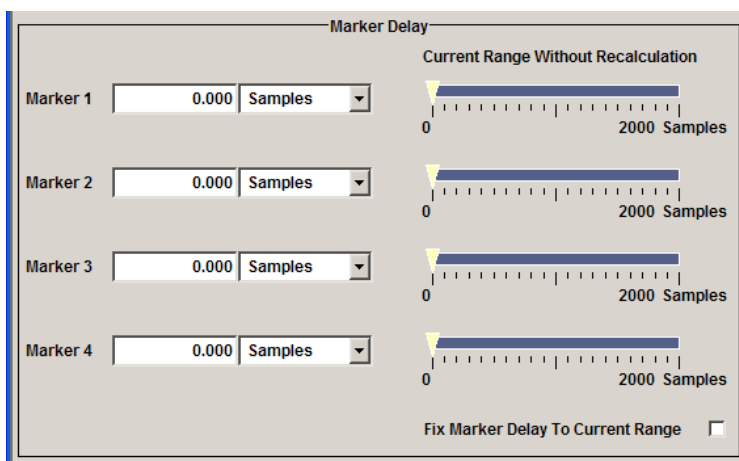 Marker Delay
Current Range Without Recalculation
Marker 1 0.000 Samples
0 2000 Samples
Marker 2 0.000 Samples
0 2000 Samples
Marker 3 0.000 Samples
0 2000 Samples
Marker 4 0.000 Samples
0 2000 Samples
Fix Marker Delay To Current Range